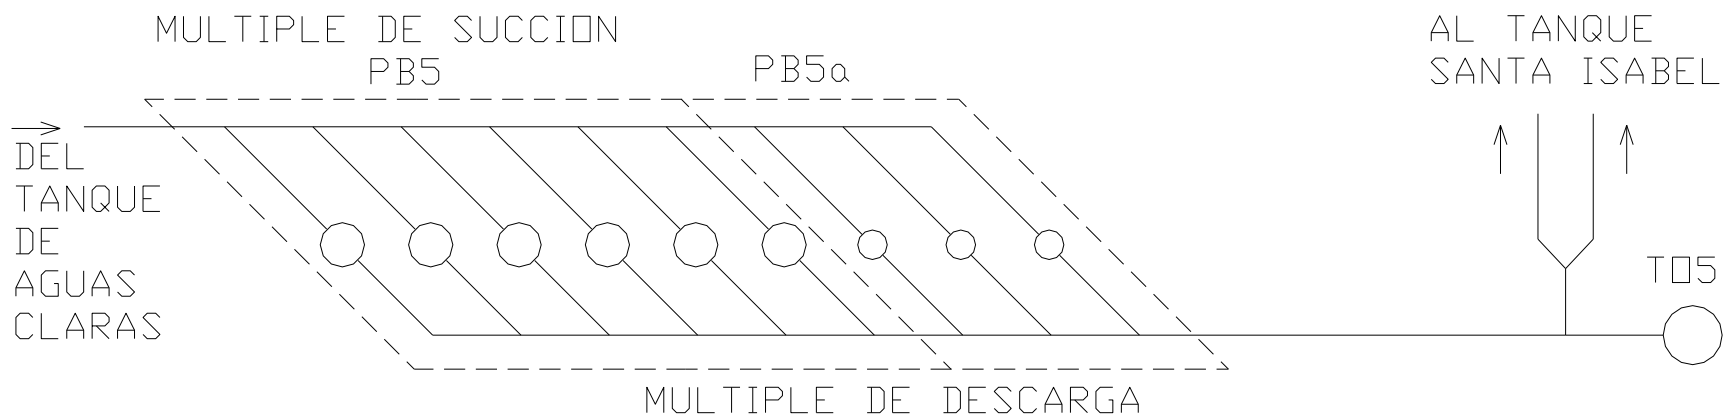 MULTIPLE DE SUCCION
PB5
PB5a
AL TANQUE
SANTA ISABEL
DEL
TANQUE
DE
AGUAS
CLARAS
TO5
MULTIPLE DE DESCARGA